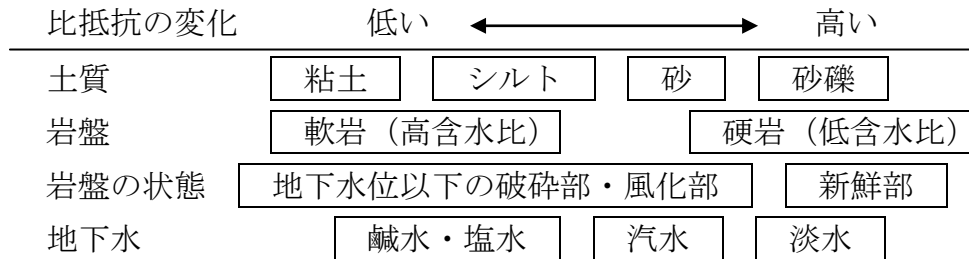 比抵抗の変化 低い 高い
土質 粘土 シルト 砂 砂礫
岩盤 軟岩（高含水比） 硬岩（低含水比）
岩盤の状態 地下水位以下の破砕部・風化部 新鮮部
地下水 鹹水・塩水 汽水 淡水